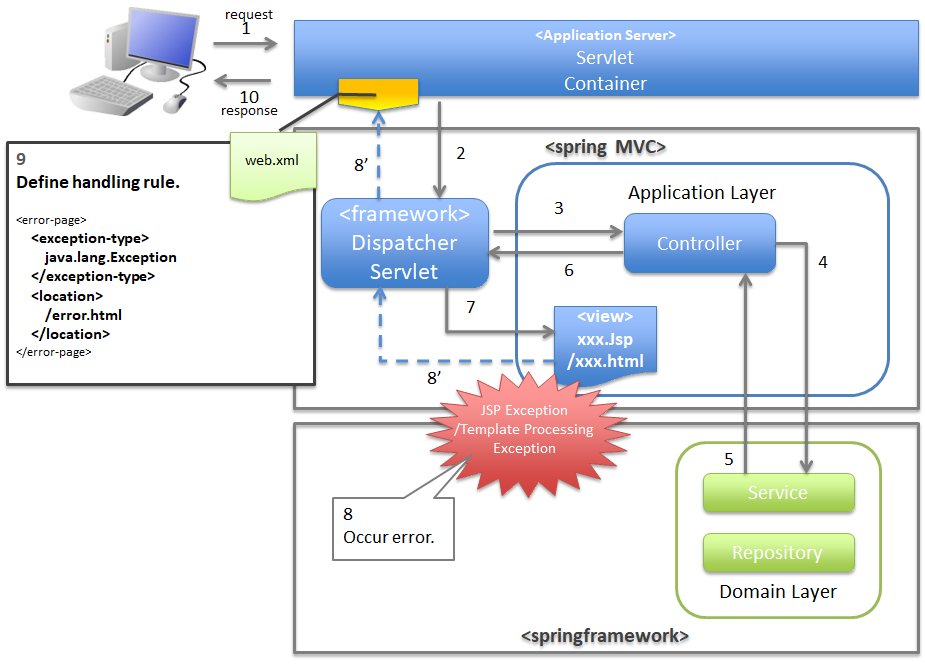 request
1
10
response
<Application Server>
Servlet
Container
9
Define handling rule.
<error-page>
<exception-type>
java.lang.Exception
</exception-type>
<location>
/error.html
</location>
</error-page>
web.xml
8’
2
<spring MVC>
<framework>
Dispatcher
Servlet
Application Layer
3
Controller
6
4
7
<view>
xxx.Jsp
/xxx.html
8’
JSP Exception
/Template Processing
Exception
8
Occur error.
5
Service
Repository
Domain Layer
<springframework>